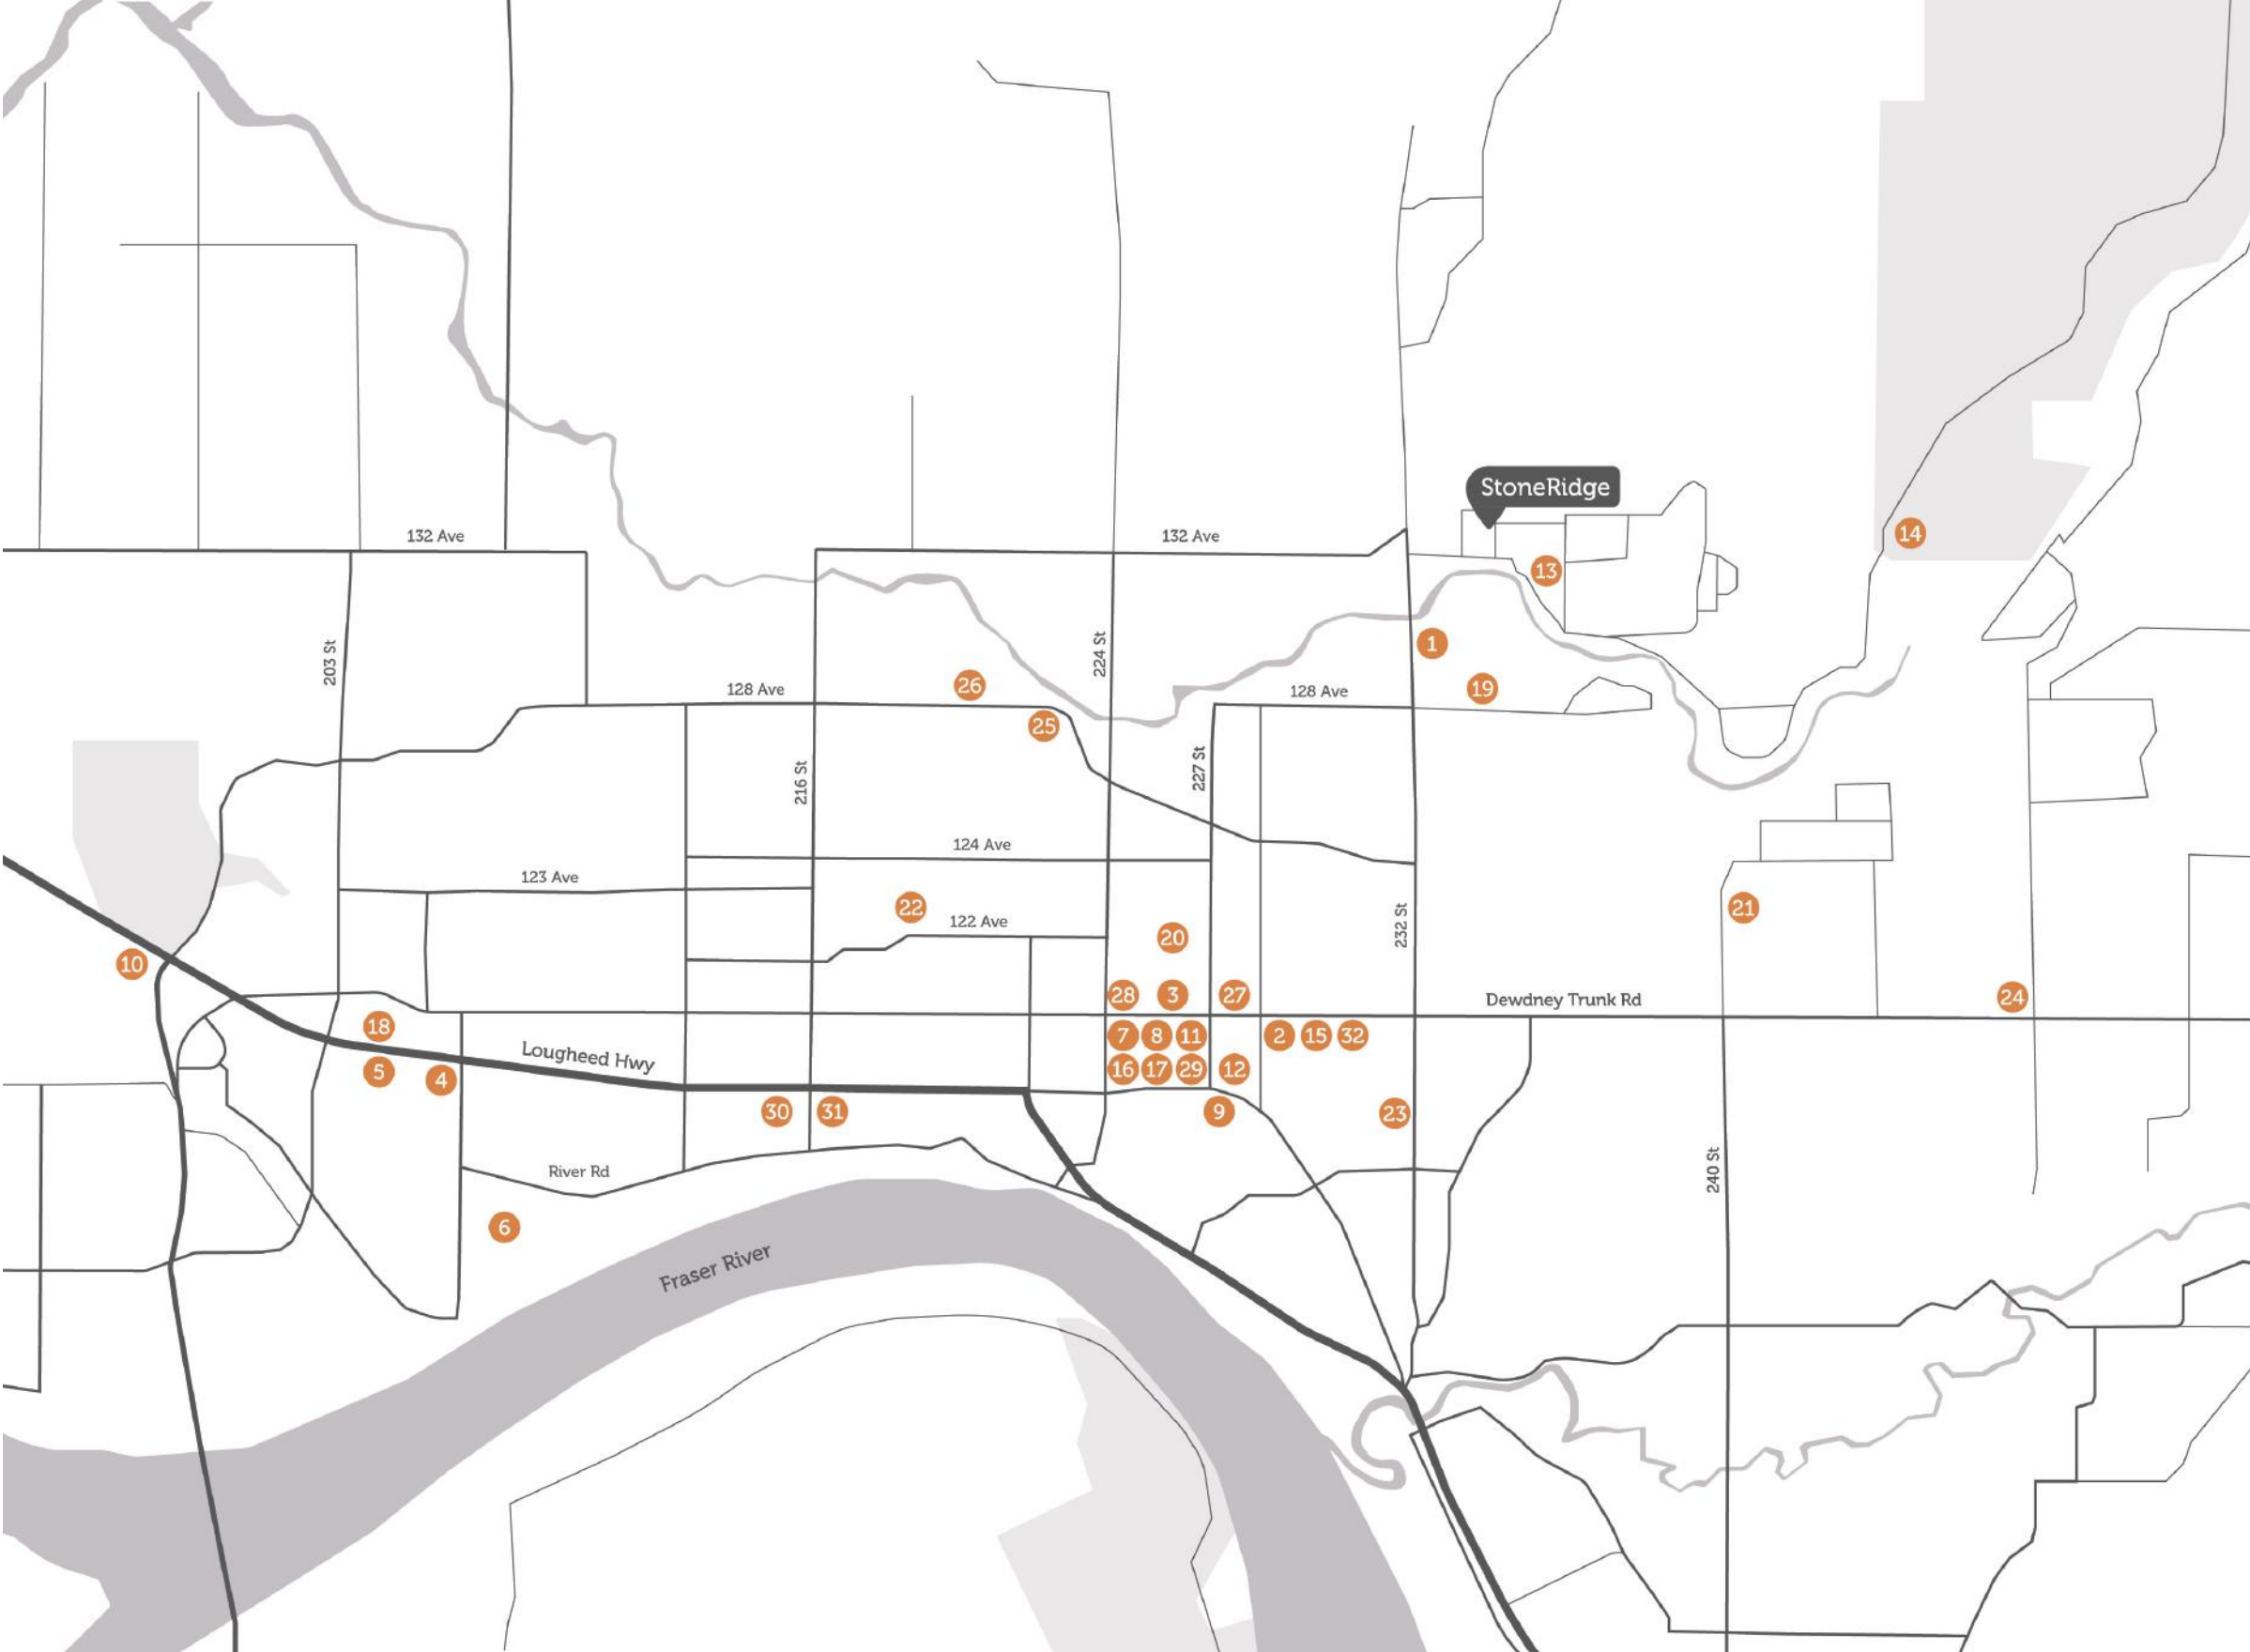 StoneRidge
132 Ave
132 Ave
14
13
203 St
224 St
1
26
128 Ave
128 Ave
19
25
227 St
216 St
124 Ave
123 Ave
22
122 Ave
232 St
21
20
10
28
3
27
Dewdney Trunk Rd
24
18
7
8
11
2
15
32
Lougheed Hwy
5
4
16
17
29
12
30
31
9
23
River Rd
240 St
6
Fraser River